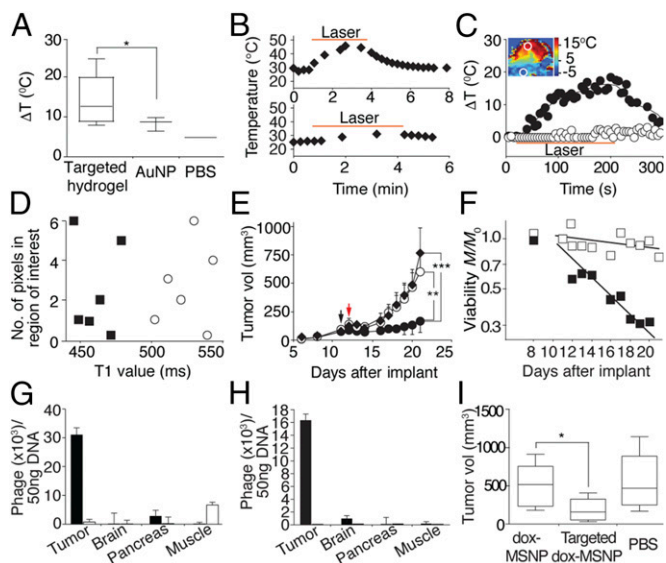 A
ΔT (ºC)
30
20
10
0
*
Targeted
hydrogel
AuNP
PBS
B
Temperature (°C)
Laser
50
40
30
0 2 4 6 8
Laser
50
40
30
20
0 2 4 6
Time (min)
C
ΔT (ºC)
30
20
10
0
15ºC
5
-5
Laser
0 100 200 300
Time (s)
D
No. of pixels in
region of interest
6
4
2
0
450 500 550
T1 value (ms)
E
Tumor vol (mm³)
1000
750
500
250
0
***
**
5 10 15 20 25
Days after implant
F
Viability M/M₀
1.0
0.7
0.5
0.3
8 12 14 16 18 20
8
Days after implant
G
Phage (x10³)/
50ng DNA
40
30
20
10
0
Tumor
Brain
Pancreas
Muscle
H
Phage (x10³)/
50ng DNA
18
16
14
12
10
8
6
4
2
0
Tumor
Brain
Pancreas
Muscle
I
Tumor vol (mm³)
1500
1000
500
0
*
dox-
MSNP
Targeted
dox-MSNP
PBS